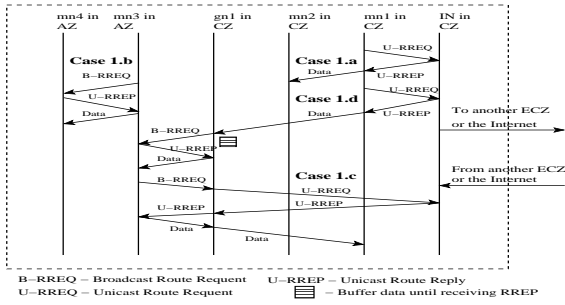 mn4 in
AZ
mn3 in
AZ
gn1 in
CZ
mn2 in
CZ
mn1 in
CZ
IN in
CZ
Case 1.b
Case 1.a
U−RREQ
B−RREQ
Data
U−RREP
U−RREP
U−RREQ
Data
Case 1.d
U−RREP
Data
To another ECZ
or the Internet
B−RREQ
U−RREP
Data
Case 1.c
From another ECZ
or the Internet
B−RREQ
U−RREQ
U−RREP
U−RREP
Data
Data
B−RREQ − Broadcast Route Requent
U−RREP − Unicast Route Reply
U−RREQ − Unicast Route Requent
− Buffer data until receiving RREP